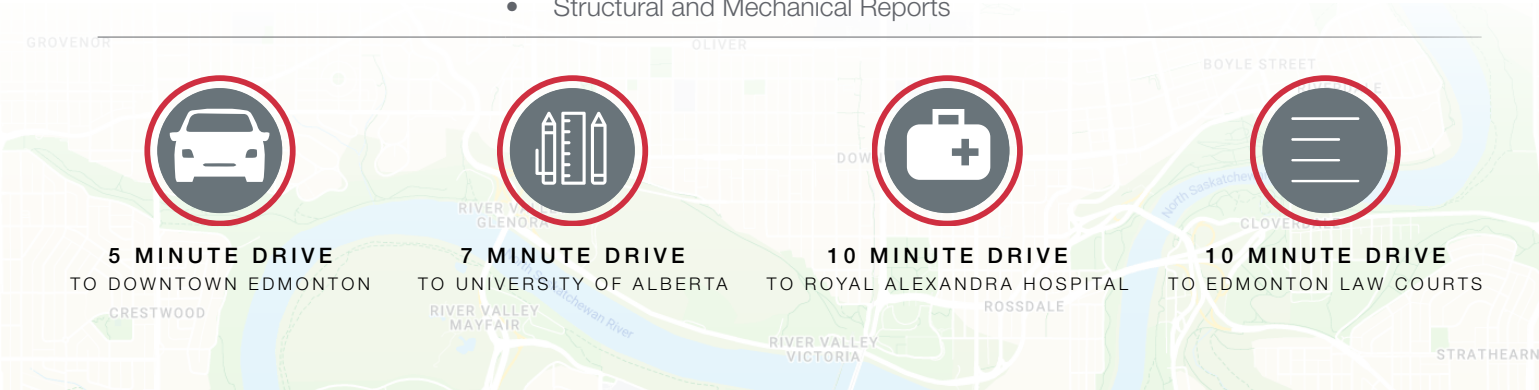 • Structural and Mechanical Reports
GROVENOR
OLIVER
BOYLE STREET
RIVERDALE
DOWN
RIVER VALLEY
GLENORA
North Saskatchewan
CLOVERDALE
5 MINUTE DRIVE
TO DOWNTOWN EDMONTON
7 MINUTE DRIVE
TO UNIVERSITY OF ALBERTA
10 MINUTE DRIVE
TO ROYAL ALEXANDRA HOSPITAL
10 MINUTE DRIVE
TO EDMONTON LAW COURTS
CRESTWOOD
RIVER VALLEY
MAYFAIR
North Saskatchewan River
ROSSDALE
RIVER VALLEY
VICTORIA
STRATHEARN